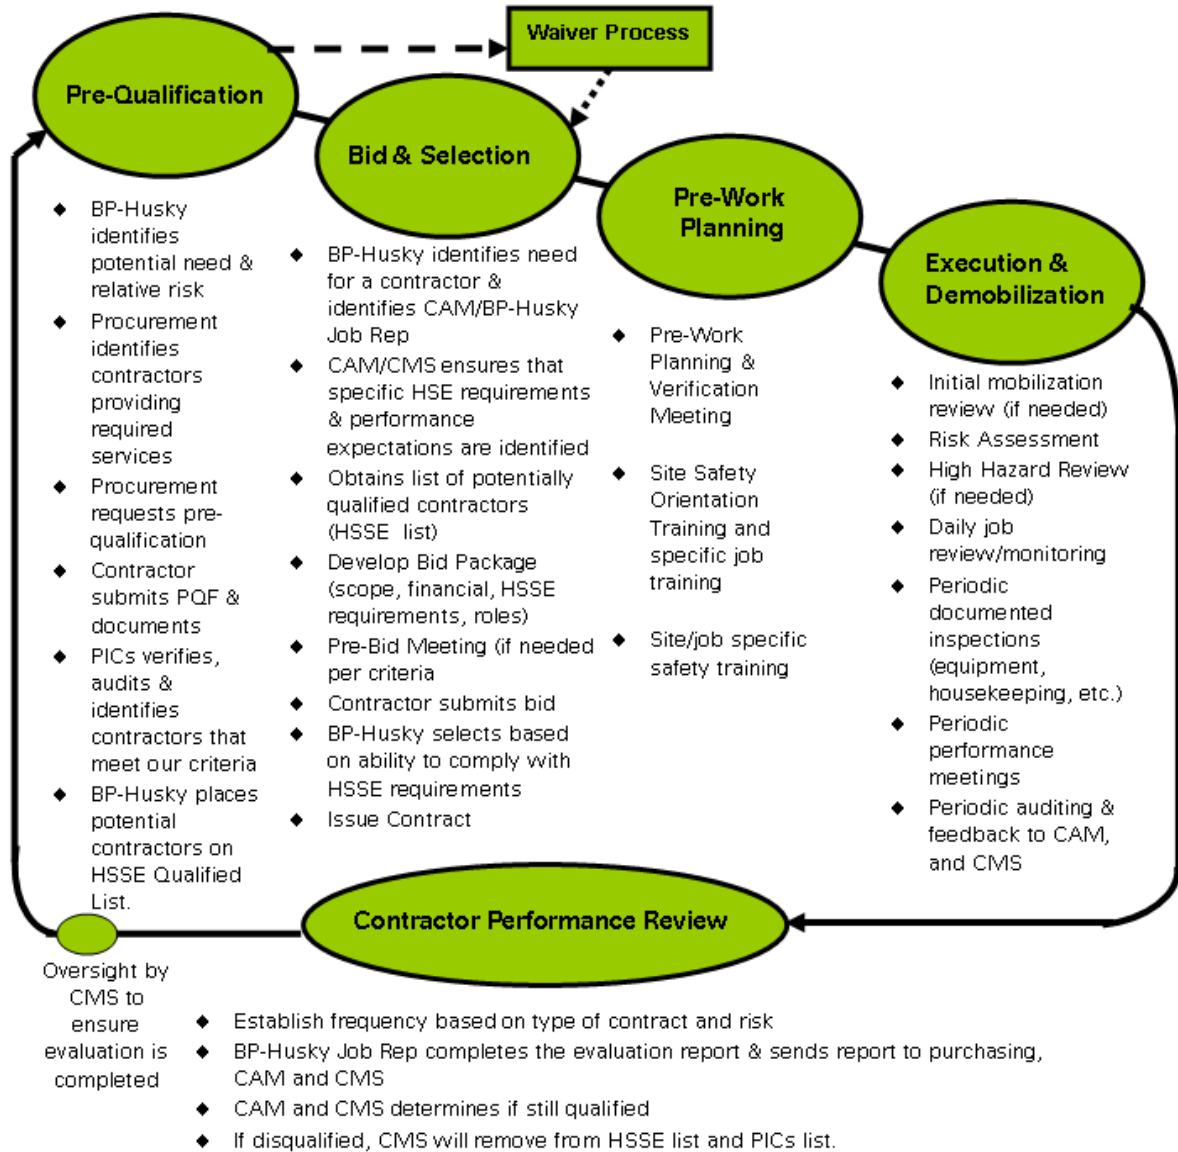 Waiver Process
Pre-Qualification
Bid & Selection
Pre-Work
Planning
Execution &
Demobilization
◆ BP-Husky
identifies
potential need &
relative risk
◆ Procurement
identifies
contractors
providing
required
services
◆ Procurement
requests pre-
qualification
◆ Contractor
submits PQF &
documents
◆ PICs verifies,
audits &
identifies
contractors that
meet our criteria
◆ BP-Husky places
potential
contractors on
HSSE Qualified
List.
◆ BP-Husky identifies need
for a contractor &
identifies CAM/BP-Husky
Job Rep
◆ CAM/CMS ensures that
specific HSE requirements
& performance
expectations are identified
◆ Obtains list of potentially
qualified contractors
(HSSE list)
◆ Develop Bid Package
(scope, financial, HSSE
requirements, roles)
◆ Pre-Bid Meeting (if needed
per criteria
◆ Contractor submits bid
◆ BP-Husky selects based
on ability to comply with
HSSE requirements
◆ Issue Contract
◆ Pre-Work
Planning &
Verification
Meeting
◆ Site Safety
Orientation
Training and
specific job
training
◆ Site/job specific
safety training
◆ Initial mobilization
review (if needed)
◆ Risk Assessment
◆ High Hazard Review
(if needed)
◆ Daily job
review/monitoring
◆ Periodic
documented
inspections
(equipment,
housekeeping, etc.)
◆ Periodic
performance
meetings
◆ Periodic auditing &
feedback to CAM,
and CMS
Contractor Performance Review
Oversight by
CMS to
ensure
evaluation is
completed
◆ Establish frequency based on type of contract and risk
◆ BP-Husky Job Rep completes the evaluation report & sends report to purchasing,
CAM and CMS
◆ CAM and CMS determines if still qualified
◆ If disqualified, CMS will remove from HSSE list and PICs list.